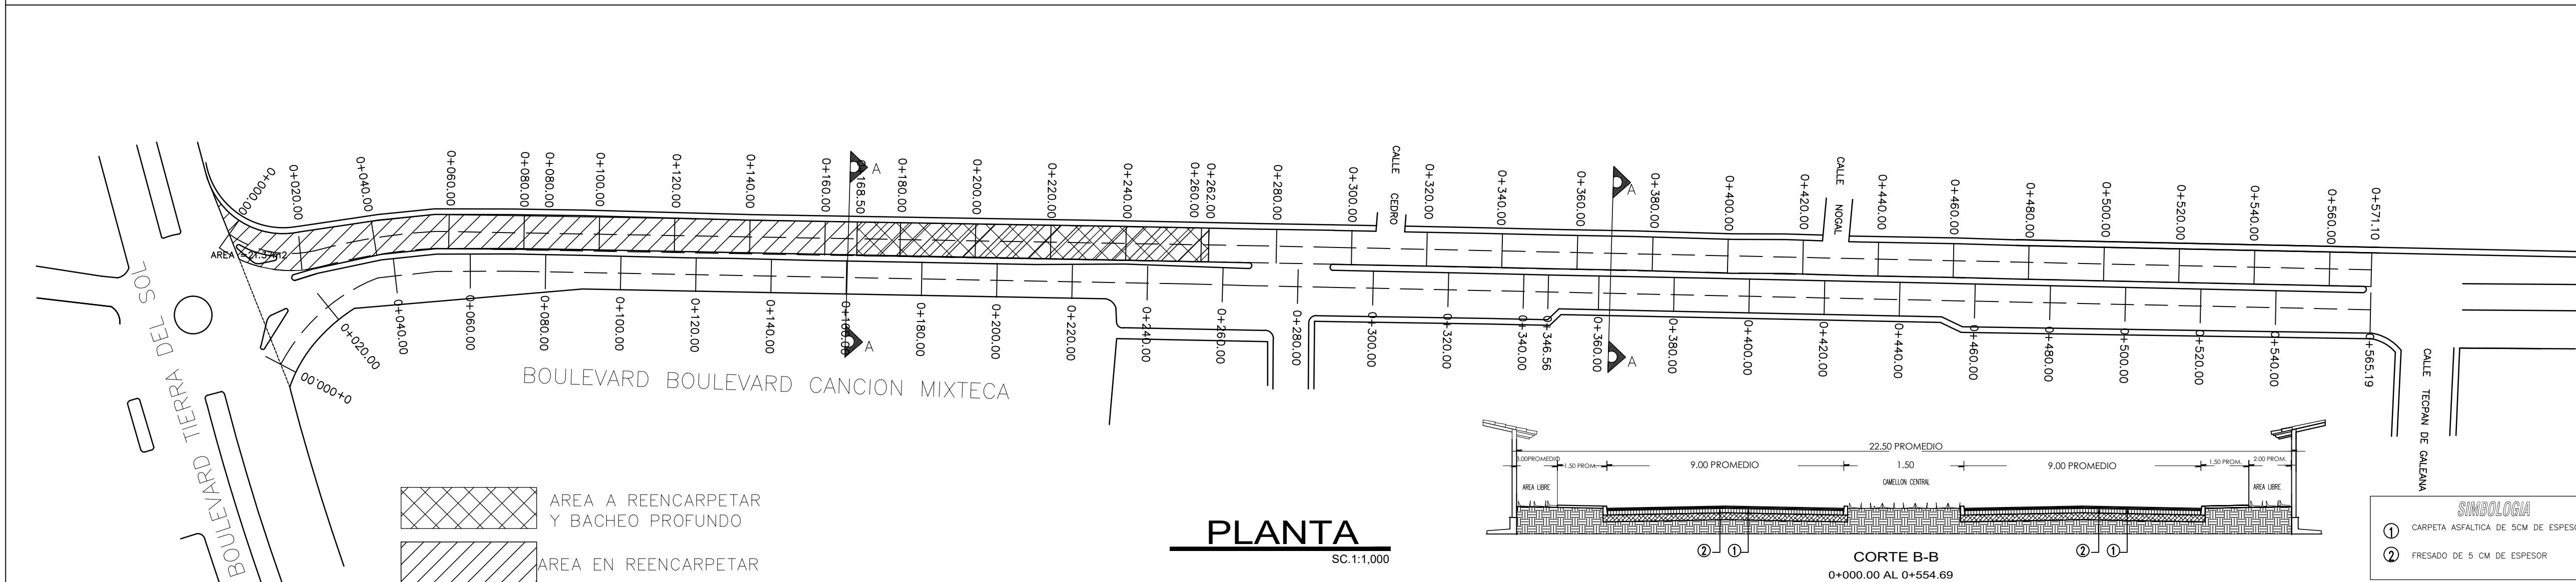 0+000.00
0+020.00
0+040.00
0+060.00
0+080.00
0+080.00
0+100.00
0+120.00
0+140.00
0+160.00
A
0+180.00
0+200.00
0+220.00
0+240.00
0+260.00
0+262.00
0+280.00
0+300.00
CALLE CEDRO
0+320.00
0+340.00
0+360.00
A
0+380.00
0+400.00
0+420.00
CALLE NOGAL
0+440.00
0+460.00
0+480.00
0+500.00
0+520.00
0+540.00
0+560.00
0+571.10
0+000.00
0+020.00
0+040.00
0+060.00
0+080.00
0+100.00
0+120.00
0+140.00
A
0+180.00
0+200.00
0+220.00
0+240.00
0+260.00
0+280.00
0+300.00
0+320.00
0+340.00
0+346.56
0+360.00
A
0+380.00
0+400.00
0+420.00
0+440.00
0+460.00
0+480.00
0+500.00
0+520.00
0+540.00
0+565.19
BOULEVARD TIERRA DEL SOL
BOULEVARD BOULEVARD CANCION MIXTECA
CALLE TECPAN DE GALEANA
AREA A REENCARPETAR
Y BACHEO PROFUNDO
AREA EN REENCARPETAR
PLANTA
SC.1:1,000
22.50 PROMEDIO
1.50 PROM.
9.00 PROMEDIO
1.50
9.00 PROMEDIO
1.50 PROM.
2.00 PROM.
AREA LIBRE
CAMELLON CENTRAL
AREA LIBRE
2 1
2 1
CORTE B-B
0+000.00 AL 0+554.69
SIMBOLOGIA
1 CARPETA ASFALTICA DE 5CM DE
2 FRESADO DE 5 CM DE ESPESOR